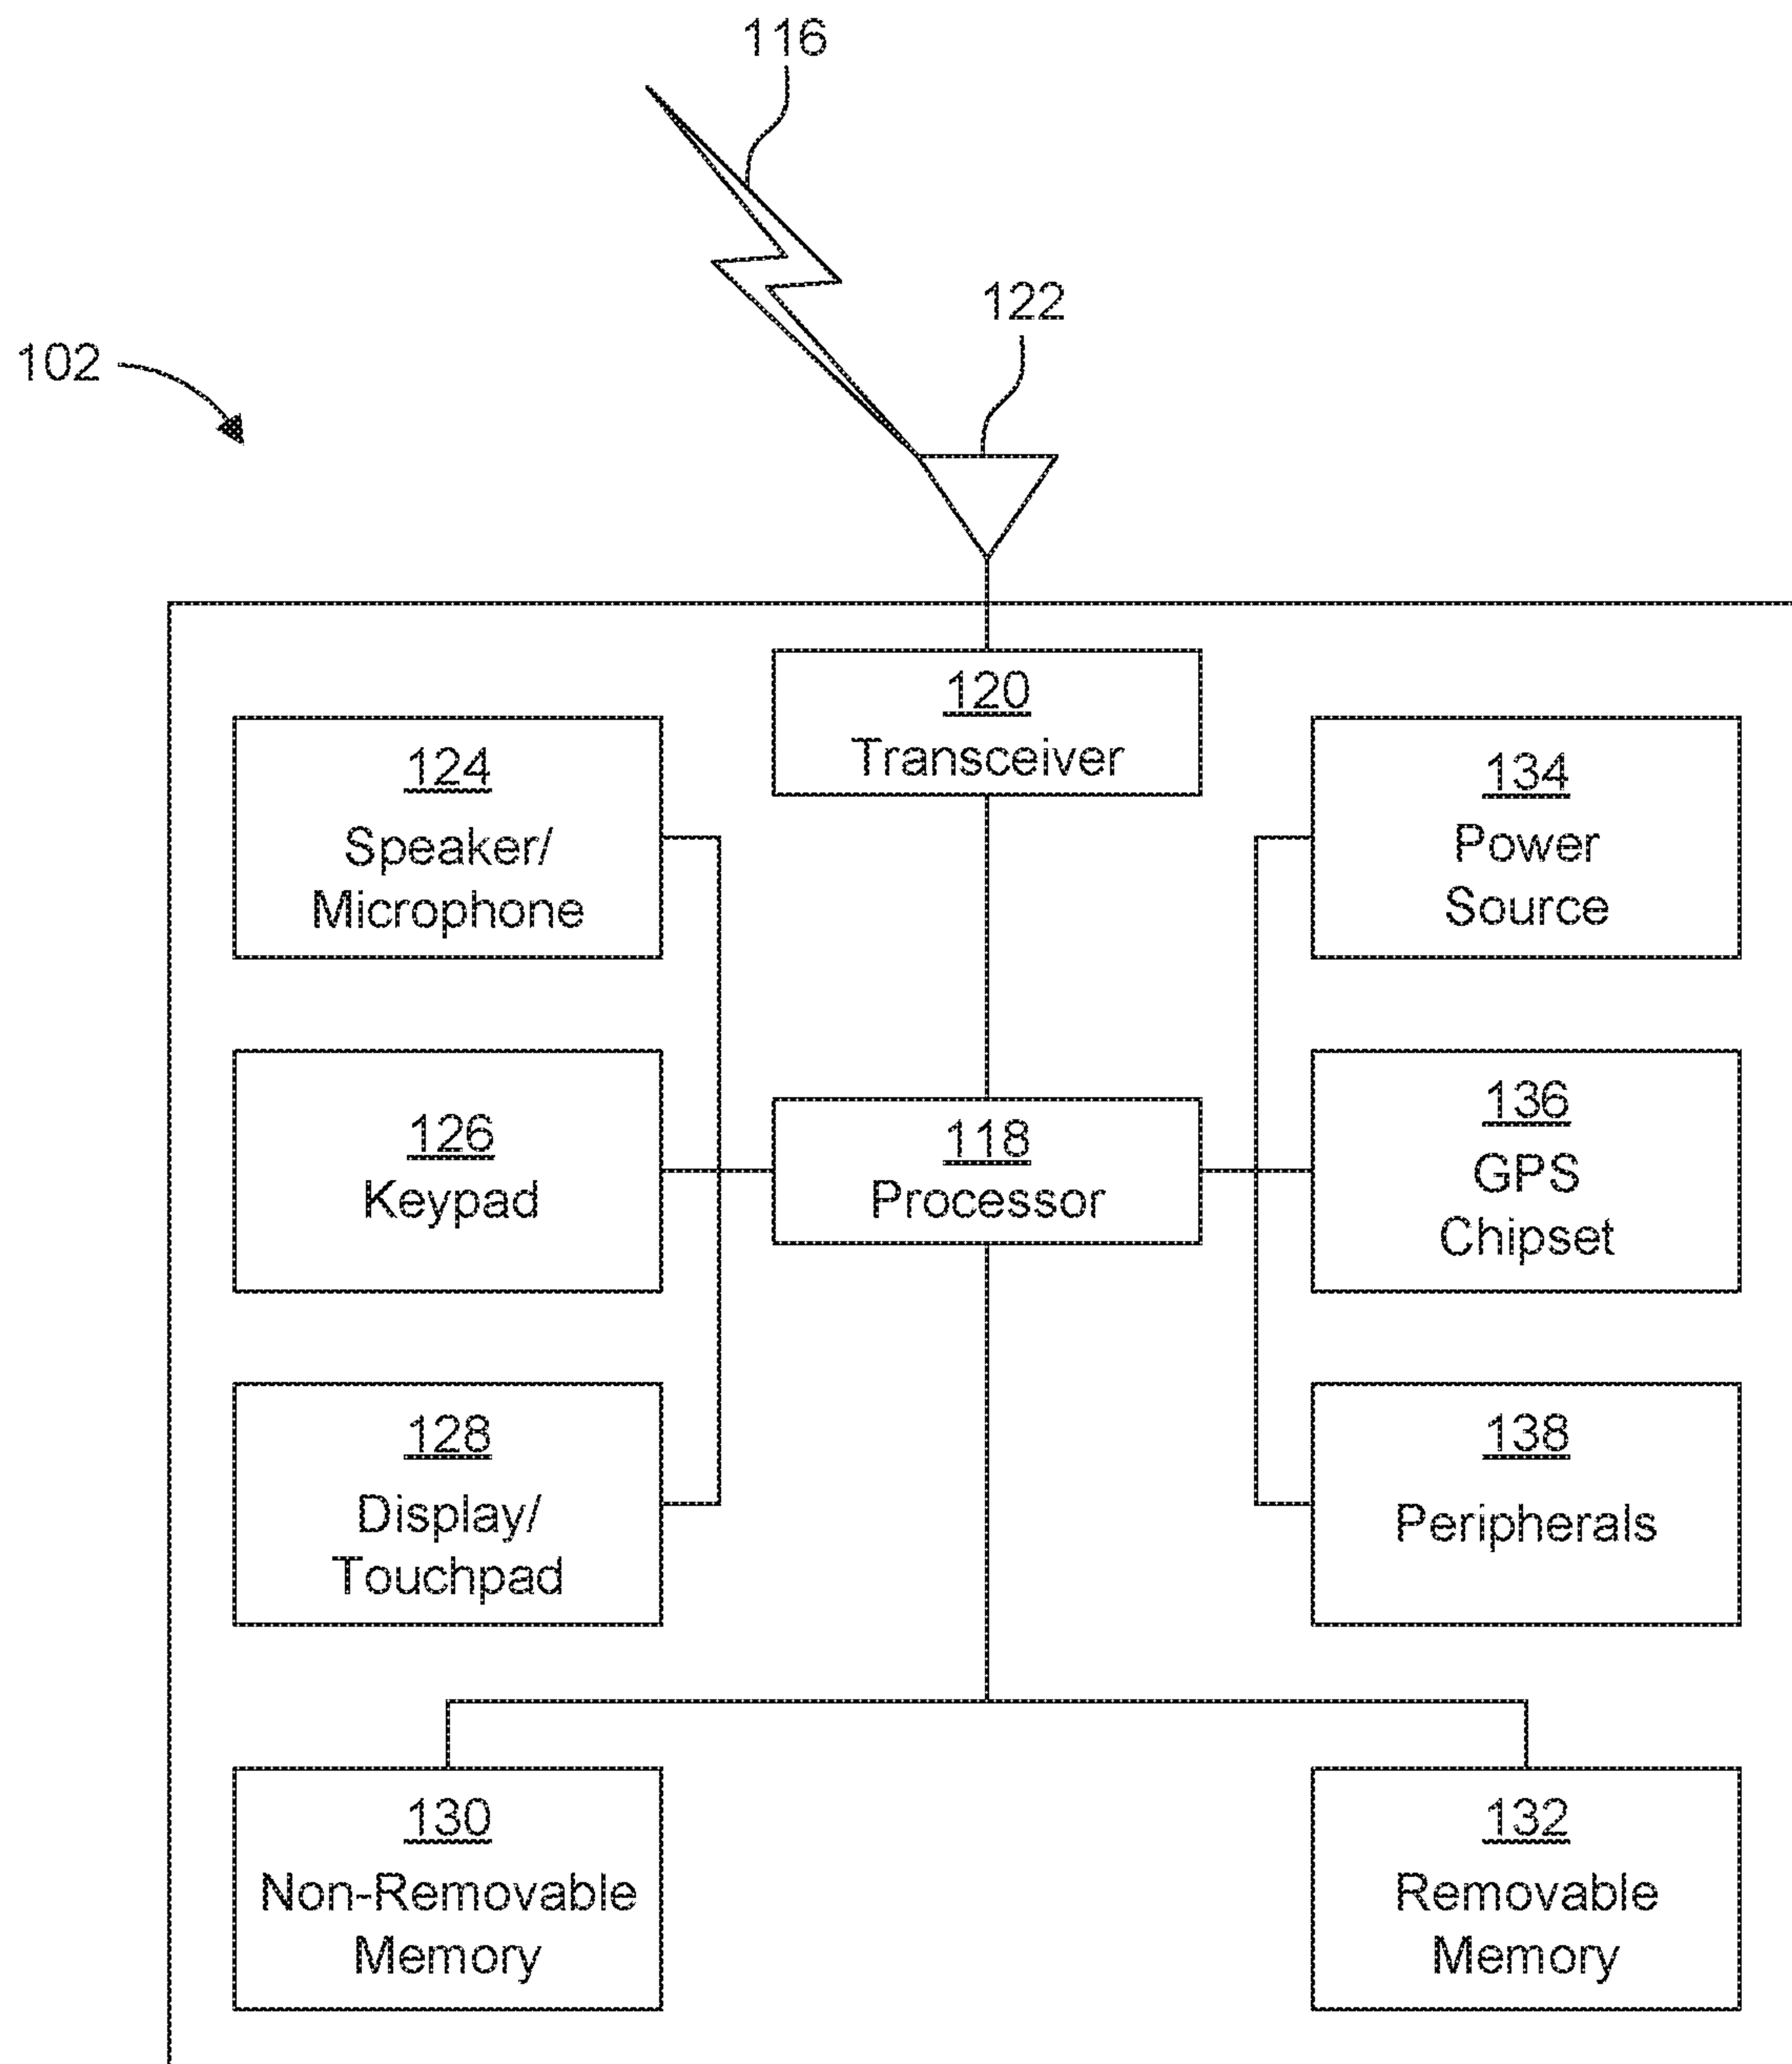 116
122
102
120
Transceiver
124
Speaker/
Microphone
134
Power
Source
126
Keypad
118
Processor
136
GPS
Chipset
128
Display/
Touchpad
138
Peripherals
130
Non-Removable
Memory
132
Removable
Memory